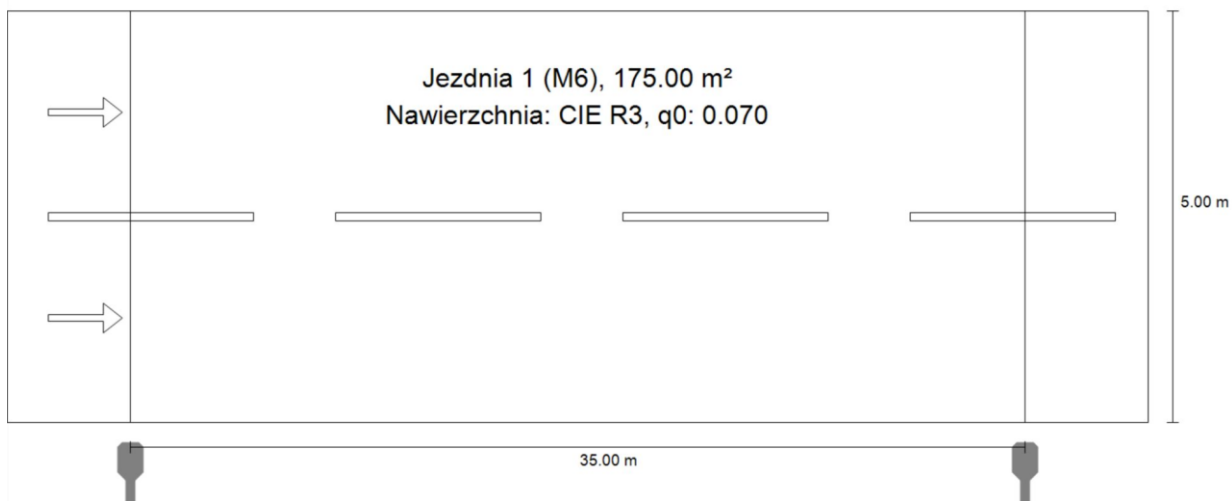 Jezdnia 1 (M6), 175.00 m²
Nawierzchnia: CIE R3, q0: 0.070
5.00 m
35.00 m